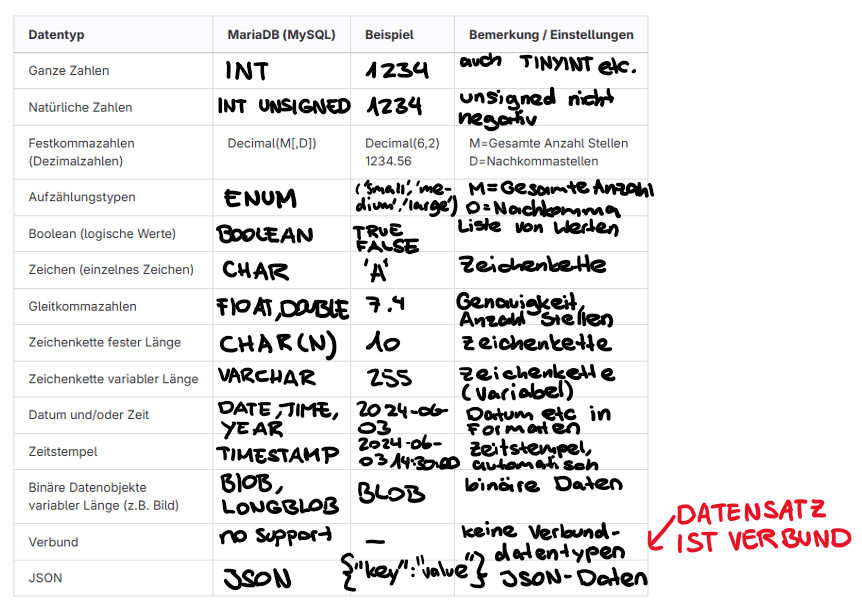 Datentyp MariaDB (MySQL) Beispiel Bemerkung / Einstellungen
Ganze Zahlen INT 1234 auch TINYINT etc.
Natürliche Zahlen INT UNSIGNED 1234 unsigned nicht
negativ
Festkommazahlen Decimal(M[,D]) Decimal(6,2) M=Gesamte Anzahl Stellen
(Dezimalzahlen) 1234.56 D=Nachkommastellen
Aufzählungstypen ENUM ('small','me- M=Gesamte Anzahl
dium','large') D=Nachkomma
Boolean (logische Werte) BOOLEAN TRUE Liste von Werten
FALSE
Zeichen (einzelnes Zeichen) CHAR 'A' Zeichenkette
Gleitkommazahlen FLOAT, DOUBLE 7.4 Genauigkeit,
Anzahl Stellen
Zeichenkette fester Länge CHAR(N) 10 Zeichenkette
Zeichenkette variabler Länge VARCHAR 255 Zeichenkette
(Variabel)
Datum und/oder Zeit DATE, TIME, 2024-06- Datum etc in
YEAR 03 Formaten
Zeitstempel TIMESTAMP 2024-06- Zeitstempel,
03 14:30:00 automatisch
Binäre Datenobjekte BLOB, BLOB binäre Daten
variabler Länge (z.B. Bild) LONGBLOB
Verbund no support — keine Verbund-
datentypen
DATENSATZ
IST VERBUND
JSON JSON {"key":"value"} JSON-Daten